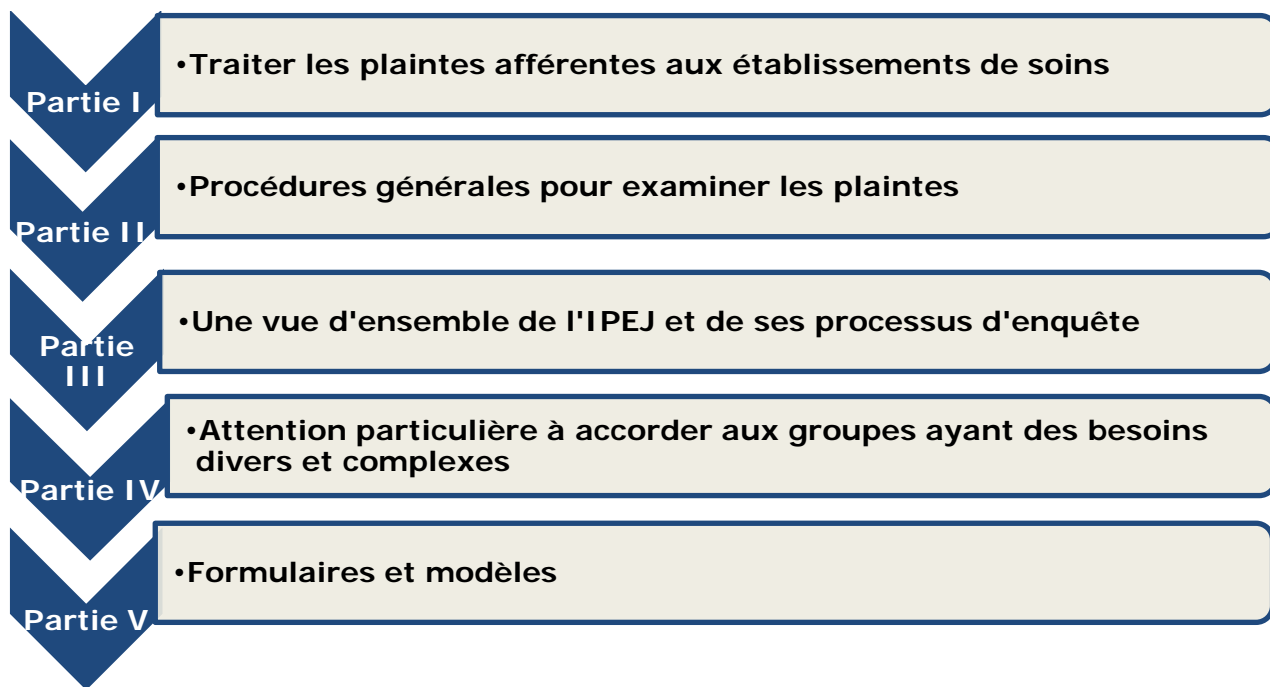 Partie I
•Traiter les plaintes afférentes aux établissements de soins
Partie II
•Procédures générales pour examiner les plaintes
Partie
III
•Une vue d'ensemble de l'IPEJ et de ses processus d'enquête
Partie IV
•Attention particulière à accorder aux groupes ayant des besoins
divers et complexes
Partie V
•Formulaires et modèles